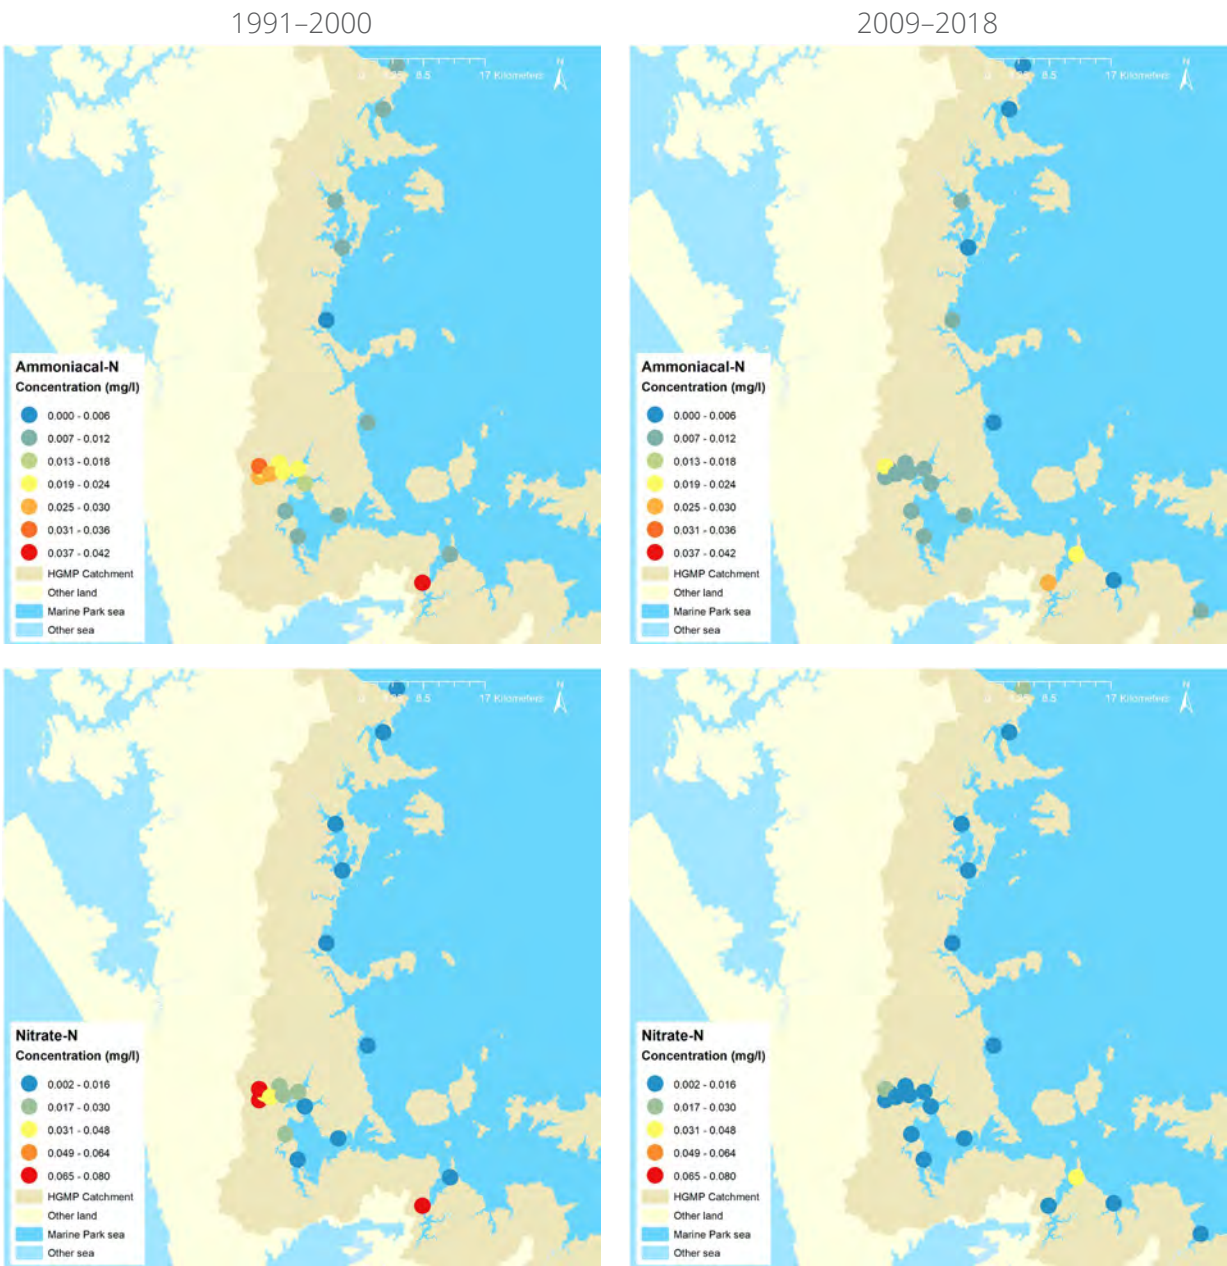 1991–2000
2009–2018
N
8.5 17 Kilometers
Ammoniacal-N
Concentration (mg/l)
0.000 - 0.006
0.007 - 0.012
0.013 - 0.018
0.019 - 0.024
0.025 - 0.030
0.031 - 0.036
0.037 - 0.042
HGMP Catchment
Other land
Marine Park sea
Other sea
N
8.5 17 Kilometers
Ammoniacal-N
Concentration (mg/l)
0.000 - 0.006
0.007 - 0.012
0.013 - 0.018
0.019 - 0.024
0.025 - 0.030
0.031 - 0.036
0.037 - 0.042
HGMP Catchment
Other land
Marine Park sea
Other sea
N
8.5 17 Kilometers
Nitrate-N
Concentration (mg/l)
0.002 - 0.016
0.017 - 0.030
0.031 - 0.048
0.049 - 0.064
0.065 - 0.080
HGMP Catchment
Other land
Marine Park sea
Other sea
N
8.5 17 Kilometers
Nitrate-N
Concentration (mg/l)
0.002 - 0.016
0.017 - 0.030
0.031 - 0.048
0.049 - 0.064
0.065 - 0.080
HGMP Catchment
Other land
Marine Park sea
Other sea